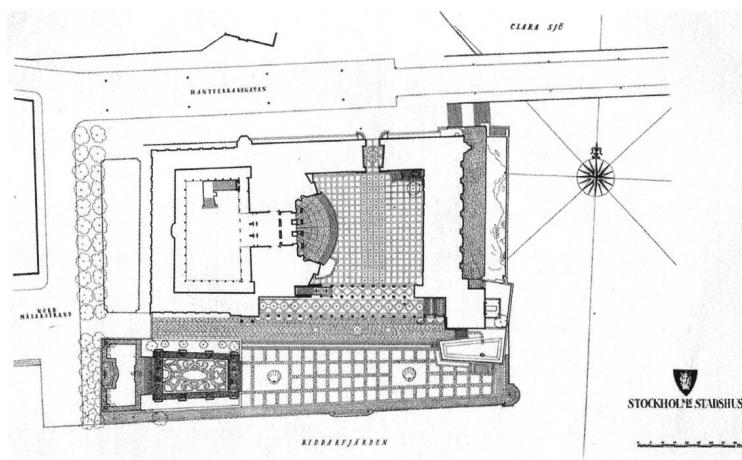 CLARA SJÖ
HANTVERKAREGATAN
NORR
MÄLARSTRAND
RIDDARFJÄRDEN
STOCKHOLMS STADSHUS